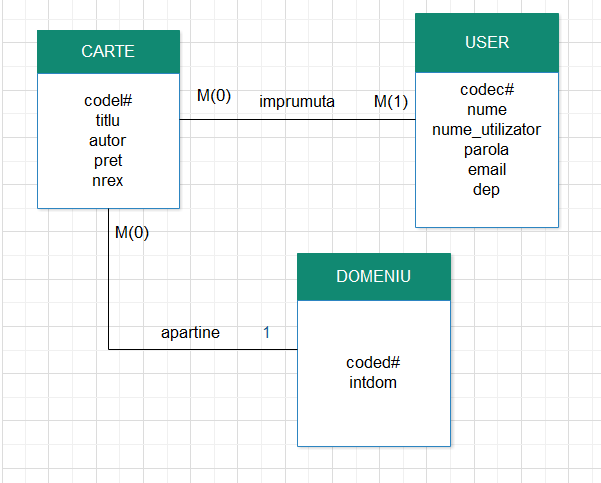 CARTE
codel#
titlu
autor
pret
nrex
M(0)
imprumuta
M(1)
USER
codec#
nume
nume_utilizator
parola
email
dep
M(0)
apartine
1
DOMENIU
coded#
intdom